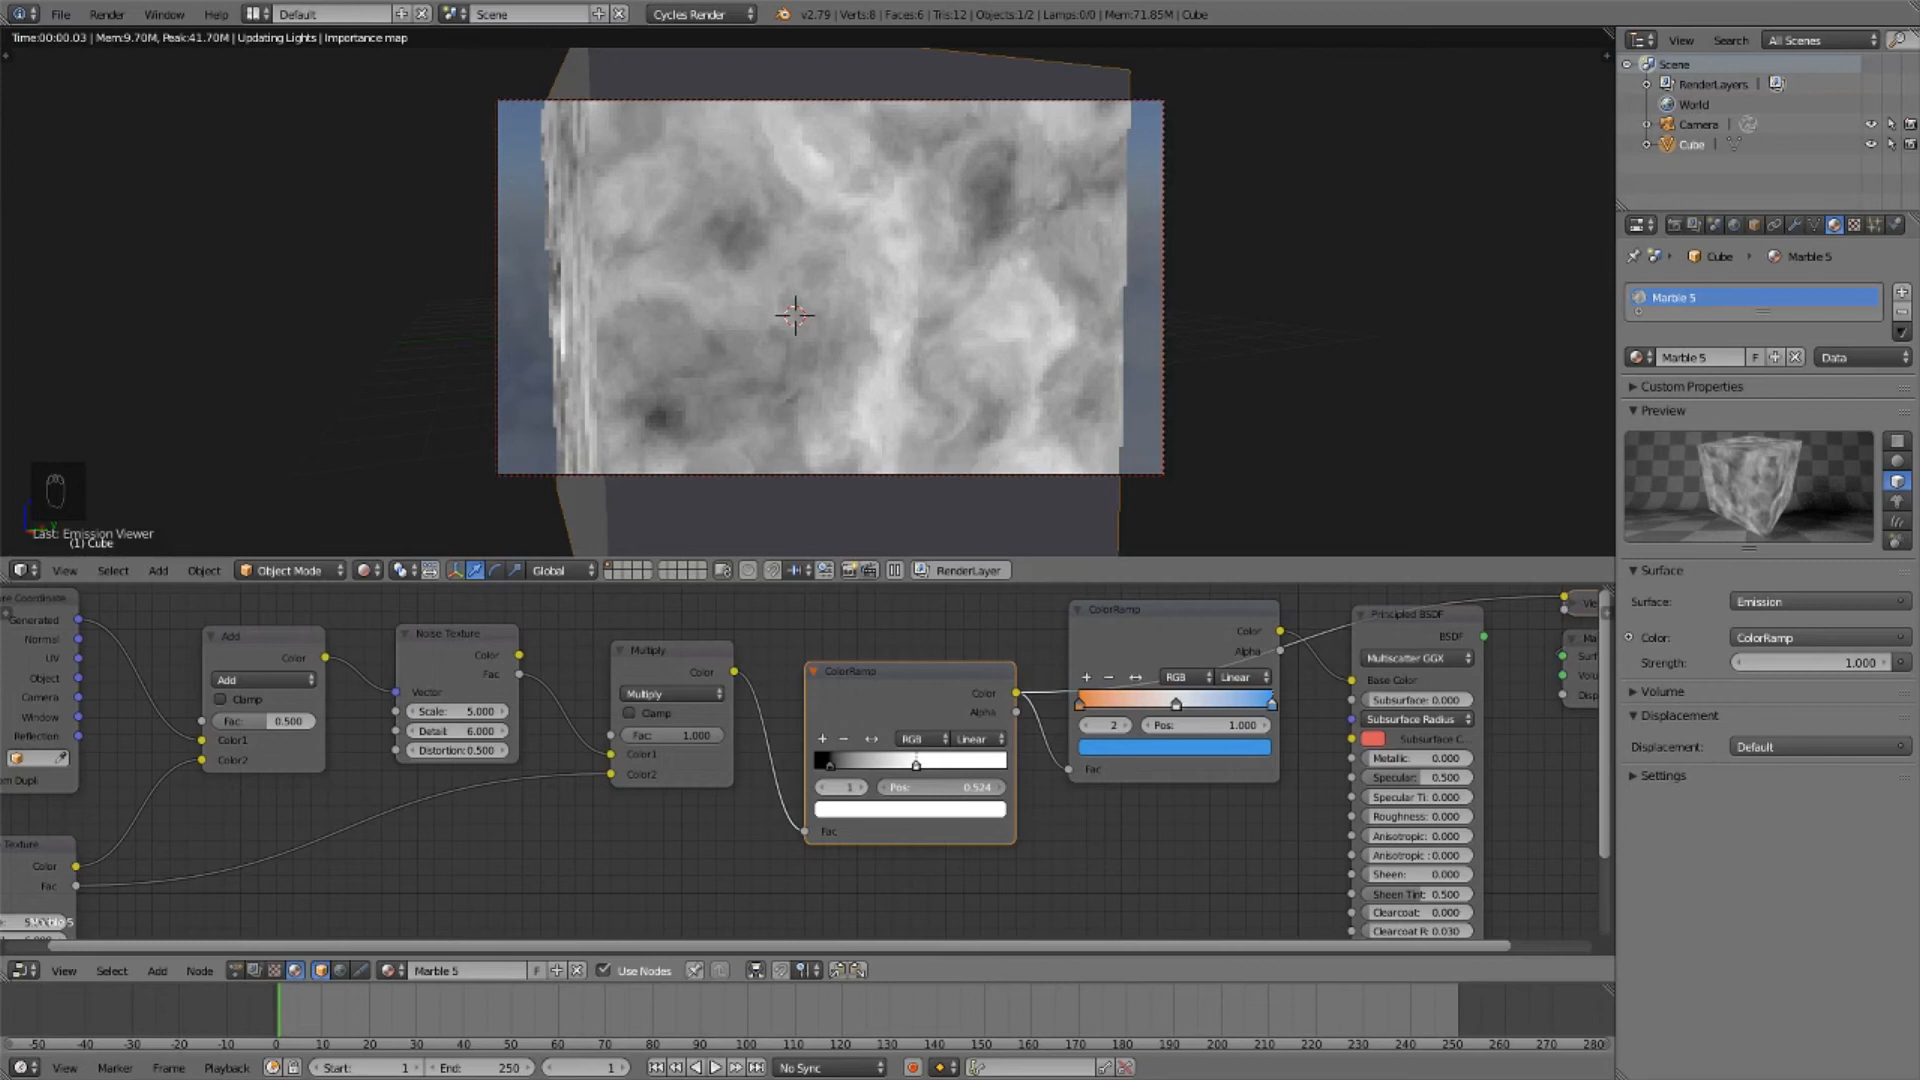 File Render Window Help Default Scene Cycles Render v2.79 | Verts:8 | Faces:6 | Tris:12 | Objects:1/2 | Lamps:0/0 | Mem:71.85M | Cube
Time:00:00.03 | Mem:9.70M, Peak:41.70M | Updating Lights | Importance map
View Search All Scenes
Scene
RenderLayers
World
Camera
Cube
Cube Marble 5
Marble 5
Marble 5 F Data
Custom Properties
Preview
Surface
Surface: Emission
Color: ColorRamp
Strength: 1.000
Volume
Displacement
Displacement: Default
Settings
Last: Emission Viewer
(1) Cube
View Select Add Object Object Mode Global RenderLayer
Generated
Normal
UV
Object
Camera
Window
Reflection
Texture
Color
Fac
Marble 5
Add
Color
Add
Clamp
Fac: 0.500
Color1
Color2
Noise Texture
Color
Fac
Vector
Scale: 5.000
Detail: 6.000
Distortion: 0.500
Multiply
Color
Multiply
Clamp
Fac: 1.000
Color1
Color2
ColorRamp
Color
Alpha
RGB Linear
1 Pos: 0.524
Fac
ColorRamp
Color
Alpha
RGB Linear
2 Pos: 1.000
Fac
Principled BSDF
BSDF
Multiscatter GGX
Base Color
Subsurface: 0.000
Subsurface Radius
Subsurface C...
Metallic: 0.000
Specular: 0.500
Specular Ti: 0.000
Roughness: 0.000
Anisotropic: 0.000
Anisotropic : 0.000
Sheen: 0.000
Sheen Tint: 0.500
Clearcoat: 0.000
Clearcoat R: 0.030
View Select Add Node Marble 5 F Use Nodes
-50 -40 -30 -20 -10 0 10 20 30 40 50 60 70 80 90 100 110 120 130 140 150 160 170 180 190 200 210 220 230 240 250 260 270 280
View Marker Frame Playback Start: 1 End: 250 1 No Sync